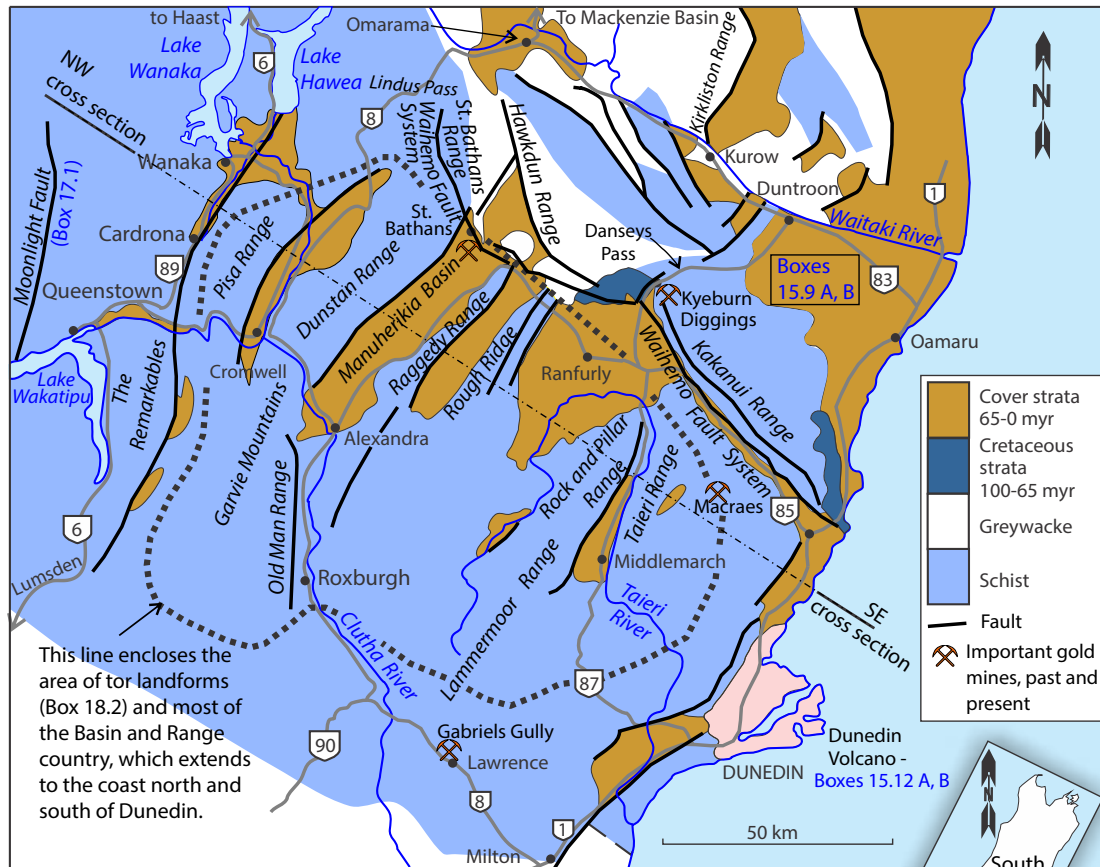 to Haast
Lake
Wanaka
6
Lake
Hawea
Omarama
To Mackenzie Basin
Lindus Pass
8
NW
cross section
Waihemo Fault
System
St. Bathans
Range
Hawkdun Range
Kirkliston Range
N
Wanaka
Kurow
Duntroon
1
Moonlight Fault
(Box 17.1)
Cardrona
89
Pisa Range
St.
Bathans
Danseys
Pass
Waitaki River
Boxes
15.9 A, B
83
Queenstown
Dunstan Range
Manuherikia Basin
Raggedy Range
Rough Ridge
Kyeburn
Diggings
Ranfurly
Oamaru
Lake
Wakatipu
The
Remarkables
Cromwell
Waihemo Fault System
Kakanui Range
Garvie Mountains
Alexandra
Old Man Range
Rock and Pillar
Range
Taieri Range
Macraes
85
6
Lumsden
Roxburgh
Middlemarch
Clutha River
Lammermoor Range
Taieri
River
SE
cross section
This line encloses the
area of tor landforms
(Box 18.2) and most of
the Basin and Range
country, which extends
to the coast north and
south of Dunedin.
87
90
Gabriels Gully
Lawrence
8
1
Milton
DUNEDIN
Dunedin
Volcano -
Boxes 15.12 A, B
50 km
Cover strata
65-0 myr
Cretaceous
strata
100-65 myr
Greywacke
Schist
Fault
Important gold
mines, past and
present
N
South